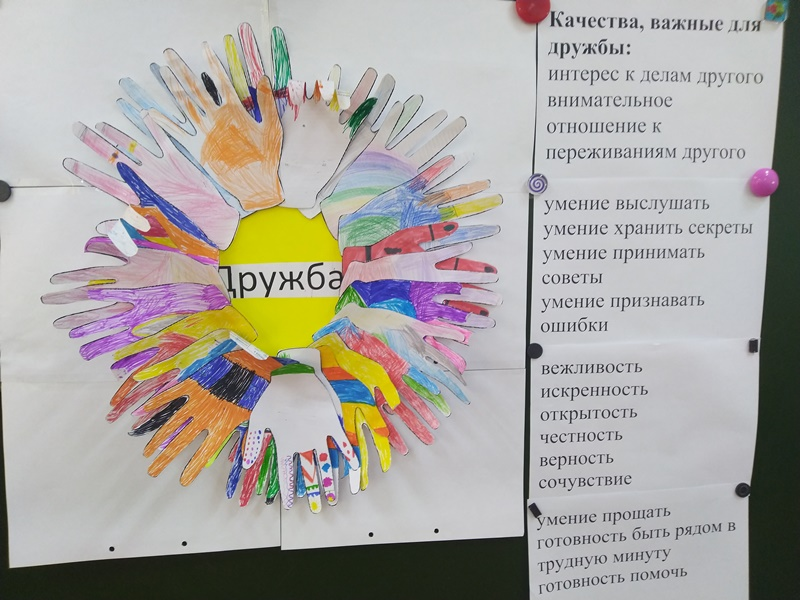 Дружба
Качества, важные для
дружбы:
интерес к делам другого
внимательное
отношение к
переживаниям другого
умение выслушать
умение хранить секреты
умение принимать
советы
умение признавать
ошибки
вежливость
искренность
открытость
честность
верность
сочувствие
умение прощать
готовность быть рядом в
трудную минуту
готовность помочь